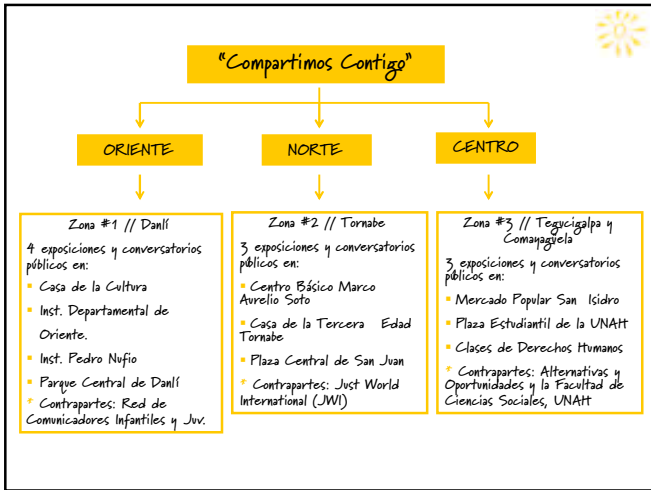 "Compartimos Contigo"
ORIENTE
NORTE
CENTRO
Zona #1 // Danlí
4 exposiciones y conversatorios
públicos en:
▪ Casa de la Cultura
▪ Inst. Departamental de
Oriente.
▪ Inst. Pedro Nufio
▪ Parque Central de Danlí
* Contrapartes: Red de
Comunicadores Infantiles y Juv.
Zona #2 // Tornabe
3 exposiciones y conversatorios
públicos en:
▪ Centro Básico Marco
Aurelio Soto
▪ Casa de la Tercera Edad
Tornabe
▪ Plaza Central de San Juan
* Contrapartes: Just World
International (JWI)
Zona #3 // Tegucigalpa y
Comayagüela
3 exposiciones y conversatorios
públicos en:
▪ Mercado Popular San Isidro
▪ Plaza Estudiantil de la UNAH
▪ Clases de Derechos Humanos
* Contrapartes: Alternativas y
Oportunidades y la Facultad de
Ciencias Sociales, UNAH